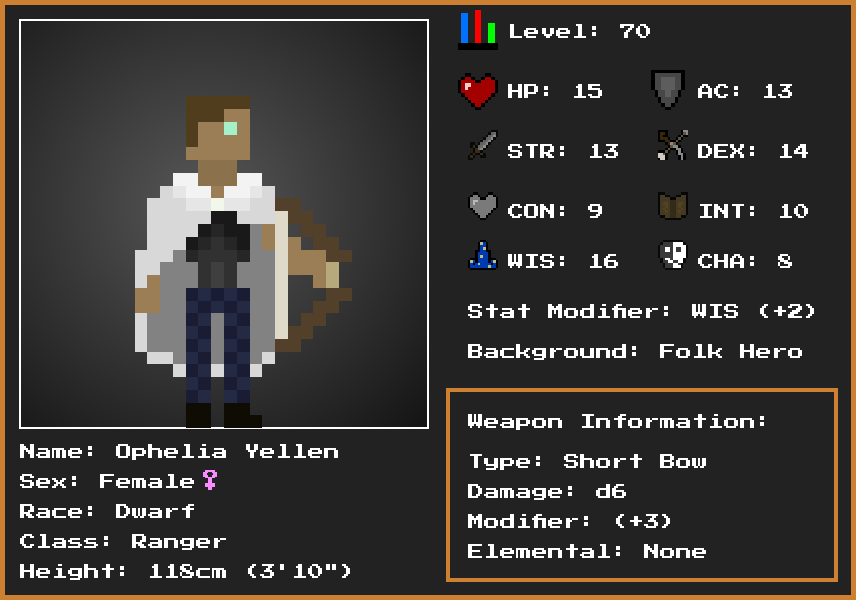 Level: 70
HP: 15
AC: 13
STR: 13
DEX: 14
CON: 9
INT: 10
WIS: 16
CHA: 8
Stat Modifier: WIS (+2)
Background: Folk Hero
Weapon Information:
Type: Short Bow
Damage: d6
Modifier: (+3)
Elemental: None
Name: Ophelia Yellen
Sex: Female♀
Race: Dwarf
Class: Ranger
Height: 118cm (3'10")